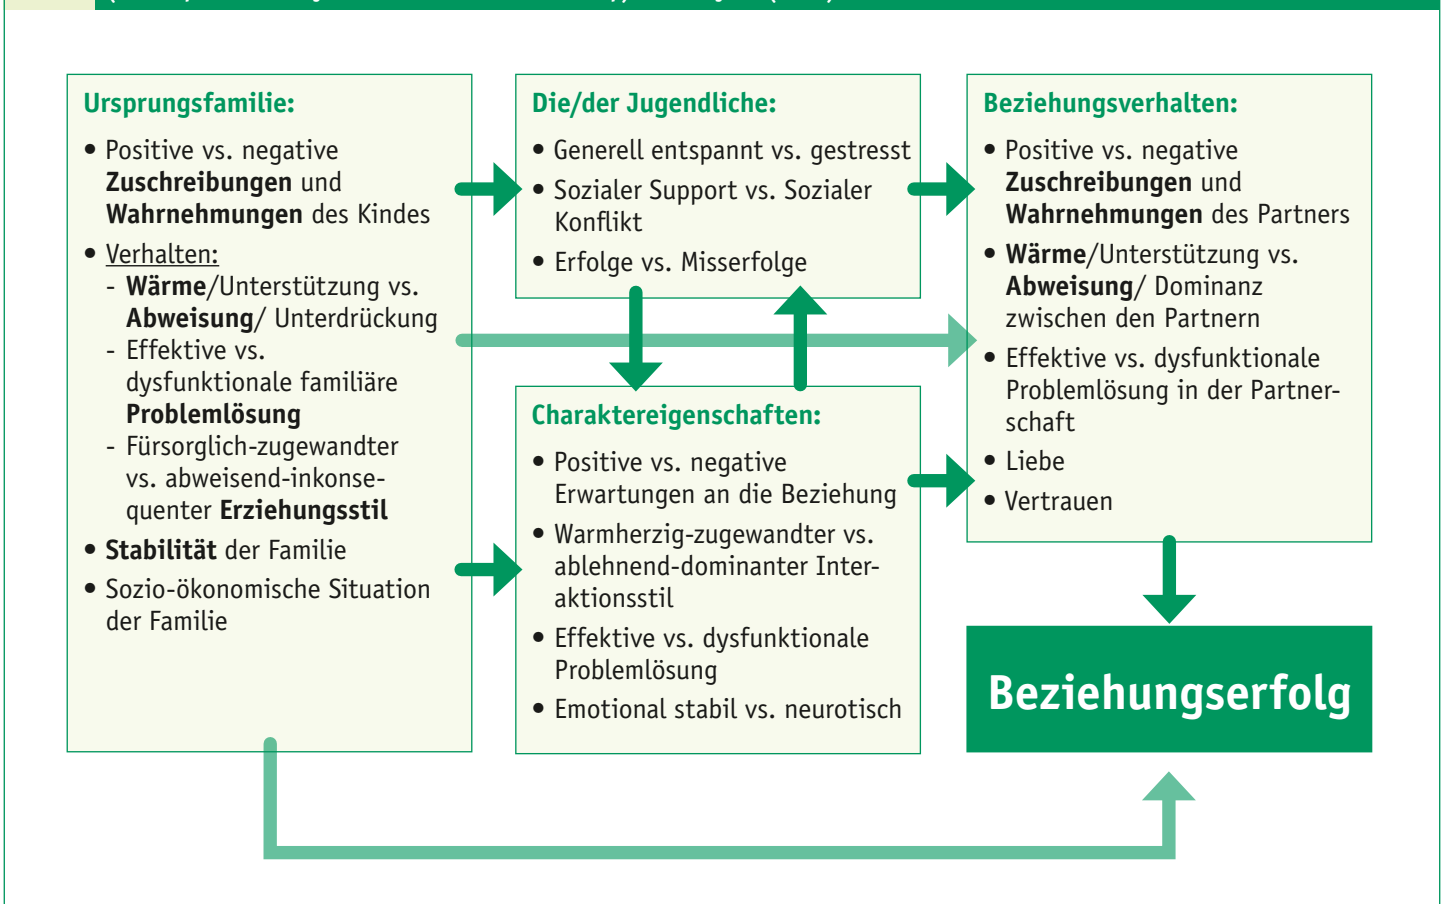 Ursprungsfamilie:
• Positive vs. negative
Zuschreibungen und
Wahrnehmungen des Kindes
• Verhalten:
- Wärme/Unterstützung vs.
Abweisung/ Unterdrückung
- Effektive vs.
dysfunktionale familiäre
Problemlösung
- Fürsorglich-zugewandter
vs. abweisend-inkonse-
quenter Erziehungsstil
• Stabilität der Familie
• Sozio-ökonomische Situation
der Familie
Die/der Jugendliche:
• Generell entspannt vs. gestresst
• Sozialer Support vs. Sozialer
Konflikt
• Erfolge vs. Misserfolge
Charaktereigenschaften:
• Positive vs. negative
Erwartungen an die Beziehung
• Warmherzig-zugewandter vs.
ablehnend-dominanter Inter-
aktionsstil
• Effektive vs. dysfunktionale
Problemlösung
• Emotional stabil vs. neurotisch
Beziehungsverhalten:
• Positive vs. negative
Zuschreibungen und
Wahrnehmungen des Partners
• Wärme/Unterstützung vs.
Abweisung/ Dominanz
zwischen den Partnern
• Effektive vs. dysfunktionale
Problemlösung in der Partner-
schaft
• Liebe
• Vertrauen
Beziehungserfolg